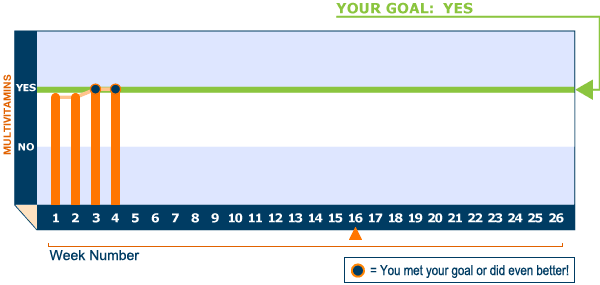 YOUR GOAL: YES
MULTIVITAMINS
YES
NO
1 2 3 4 5 6 7 8 9 10 11 12 13 14 15 16 17 18 19 20 21 22 23 24 25 26
Week Number
= You met your goal or did even better!